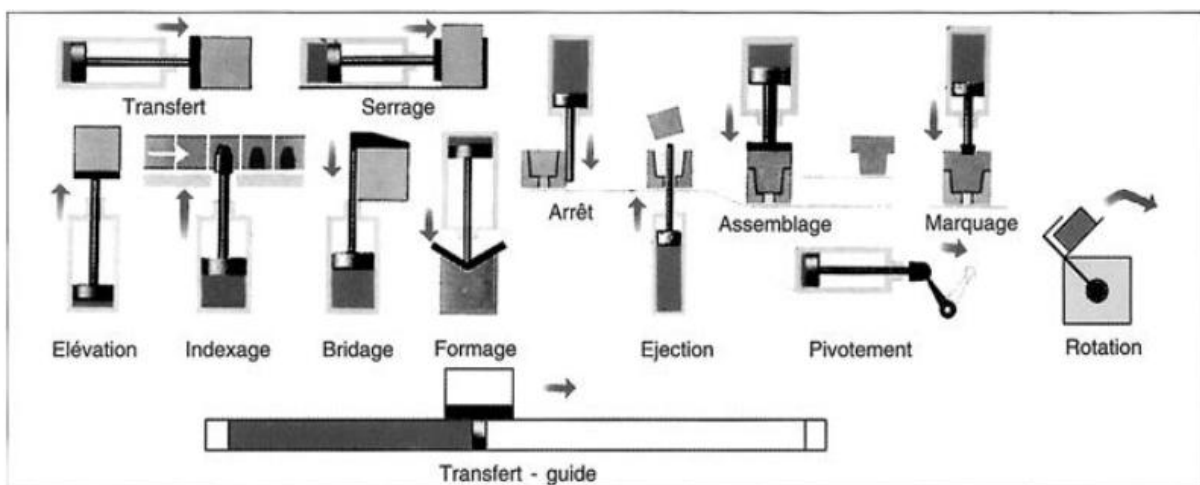 Transfert
Serrage
Arrêt
Assemblage
Marquage
Elévation
Indexage
Bridage
Formage
Ejection
Pivotement
Rotation
Transfert - guide